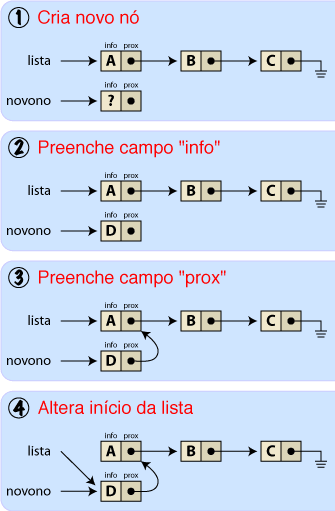 1 Cria novo nó
info prox
lista A B C
info prox
novono ?
2 Preenche campo "info"
info prox
lista A B C
info prox
novono D
3 Preenche campo "prox"
info prox
lista A B C
info prox
novono D
4 Altera início da lista
info prox
lista A B C
info prox
novono D